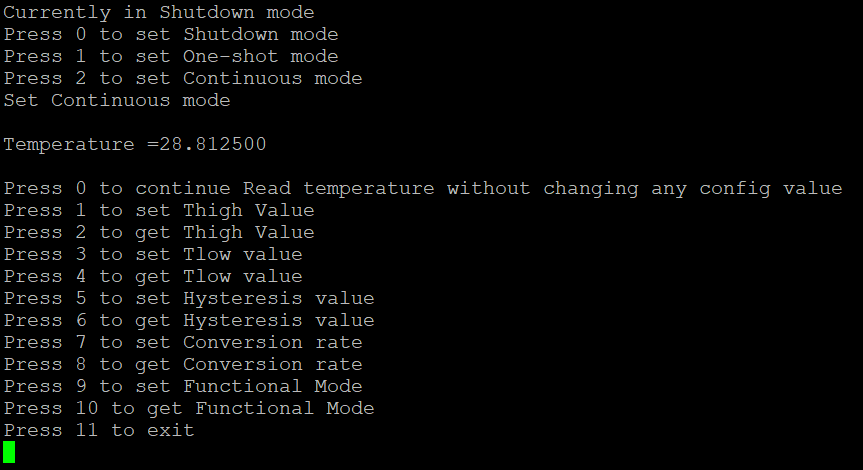 Currently in Shutdown mode
Press 0 to set Shutdown mode
Press 1 to set One-shot mode
Press 2 to set Continuous mode
Set Continuous mode
Temperature =28.812500
Press 0 to continue Read temperature without changing any config value
Press 1 to set Thigh Value
Press 2 to get Thigh Value
Press 3 to set Tlow value
Press 4 to get Tlow value
Press 5 to set Hysteresis value
Press 6 to get Hysteresis value
Press 7 to set Conversion rate
Press 8 to get Conversion rate
Press 9 to set Functional Mode
Press 10 to get Functional Mode
Press 11 to exit